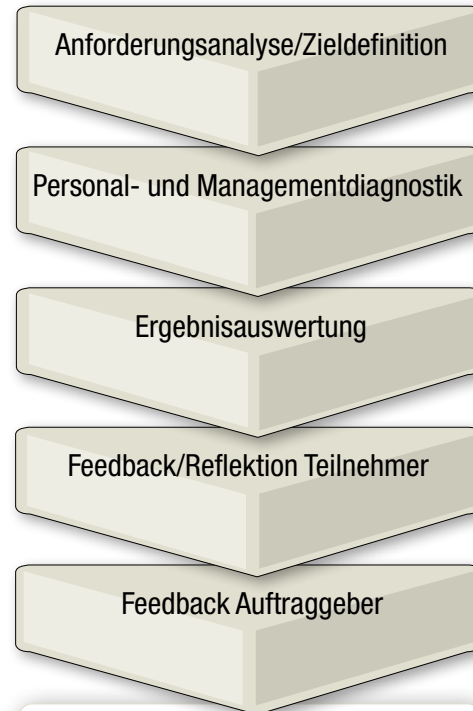 Anforderungsanalyse/Zieldefinition
Personal- und Managementdiagnostik
Ergebnisauswertung
Feedback/Reflektion Teilnehmer
Feedback Auftraggeber